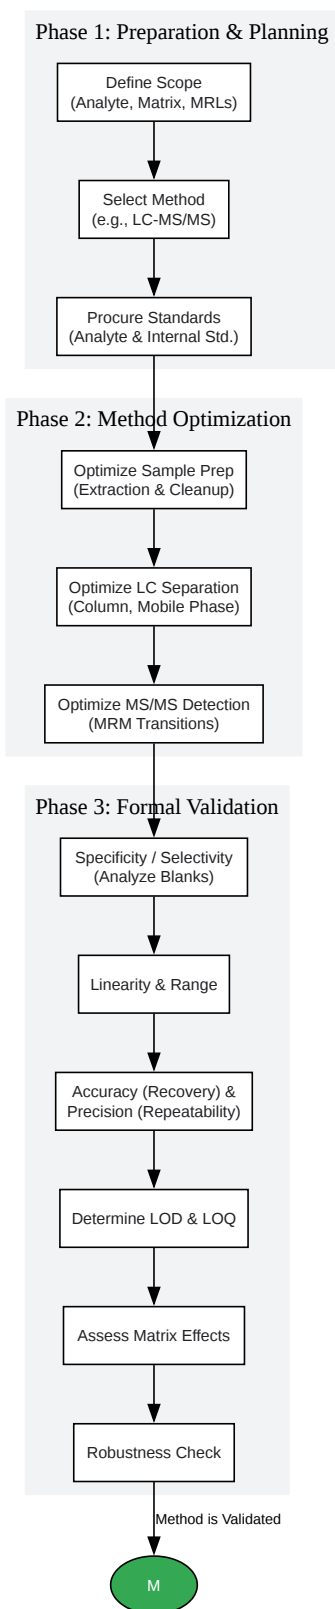 Phase 1: Preparation & Planning
Define Scope
(Analyte, Matrix, MRLs)
Select Method
(e.g., LC-MS/MS)
Procure Standards
(Analyte & Internal Std.)
Phase 2: Method Optimization
Optimize Sample Prep
(Extraction & Cleanup)
Optimize LC Separation
(Column, Mobile Phase)
Optimize MS/MS Detection
(MRM Transitions)
Phase 3: Formal Validation
Specificity / Selectivity
(Analyze Blanks)
Linearity & Range
Accuracy (Recovery) &
Precision (Repeatability)
Determine LOD & LOQ
Assess Matrix Effects
Robustness Check
Method is Validated
M